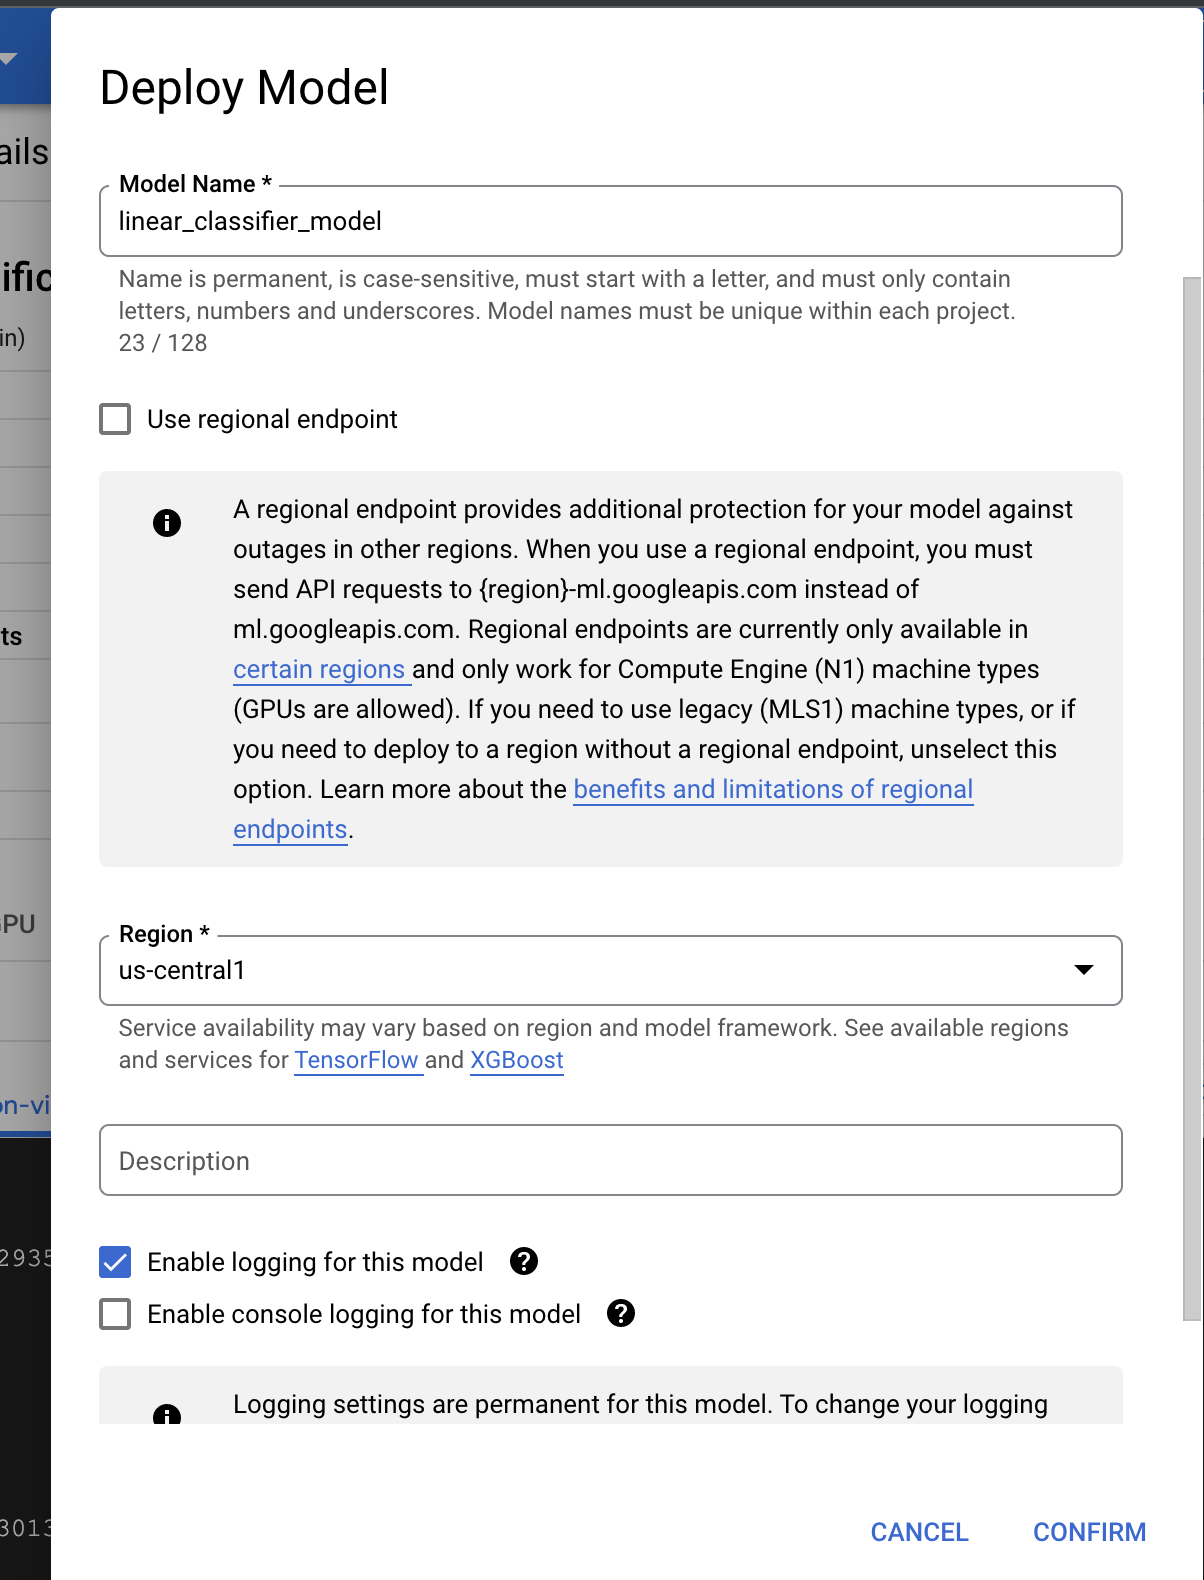 Deploy Model
Model Name *
linear_classifier_model
Name is permanent, is case-sensitive, must start with a letter, and must only contain
letters, numbers and underscores. Model names must be unique within each project.
23 / 128
Use regional endpoint
A regional endpoint provides additional protection for your model against
outages in other regions. When you use a regional endpoint, you must
send API requests to {region}-ml.googleapis.com instead of
ml.googleapis.com. Regional endpoints are currently only available in
certain regions and only work for Compute Engine (N1) machine types
(GPUs are allowed). If you need to use legacy (MLS1) machine types, or if
you need to deploy to a region without a regional endpoint, unselect this
option. Learn more about the benefits and limitations of regional
endpoints.
Region *
us-central1
Service availability may vary based on region and model framework. See available regions
and services for TensorFlow and XGBoost
Description
Enable logging for this model
Enable console logging for this model
Logging settings are permanent for this model. To change your logging
CANCEL CONFIRM
ails
ific
in)
ts
GPU
on-vi
2935
3013